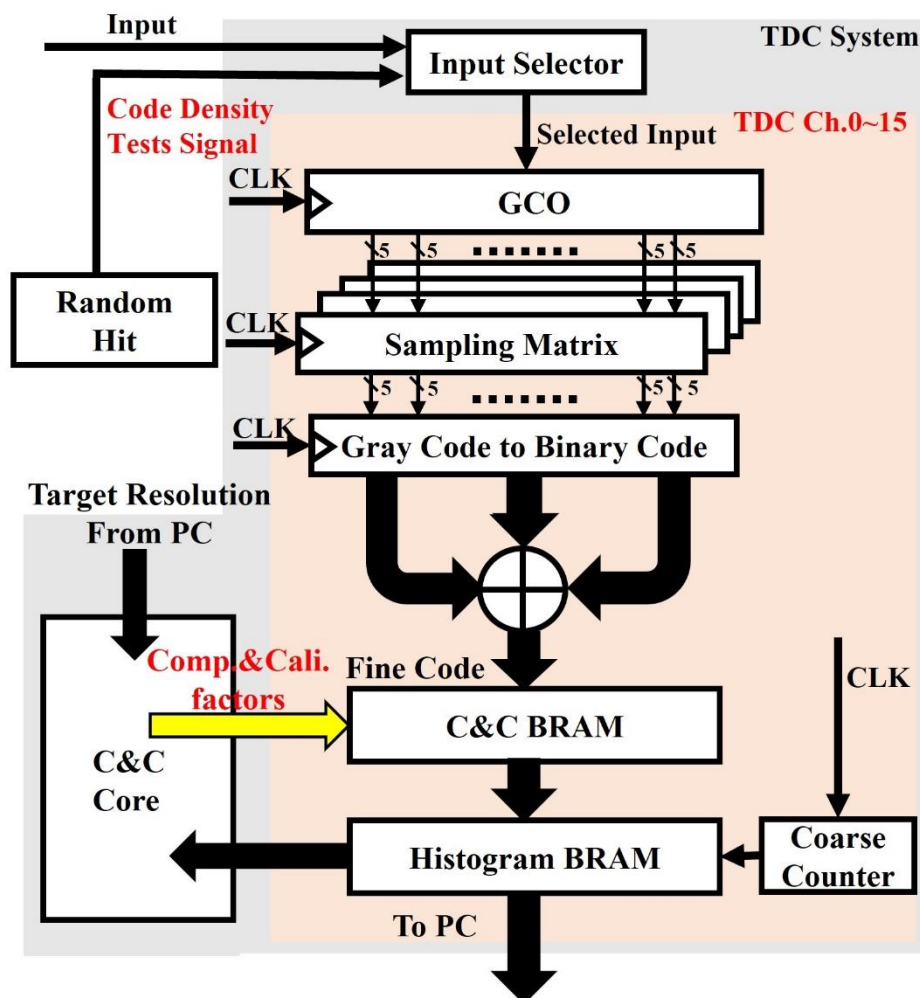 Input
TDC System
Input Selector
Code Density
Tests Signal
TDC Ch.0~15
Selected Input
CLK
GCO
5 5 ....... 5 5
Random
Hit
CLK
Sampling Matrix
5 5 ....... 5 5
CLK
Gray Code to Binary Code
Target Resolution
From PC
Comp.&Cali.
factors
Fine Code
CLK
C&C BRAM
C&C
Core
Histogram BRAM
Coarse
Counter
To PC